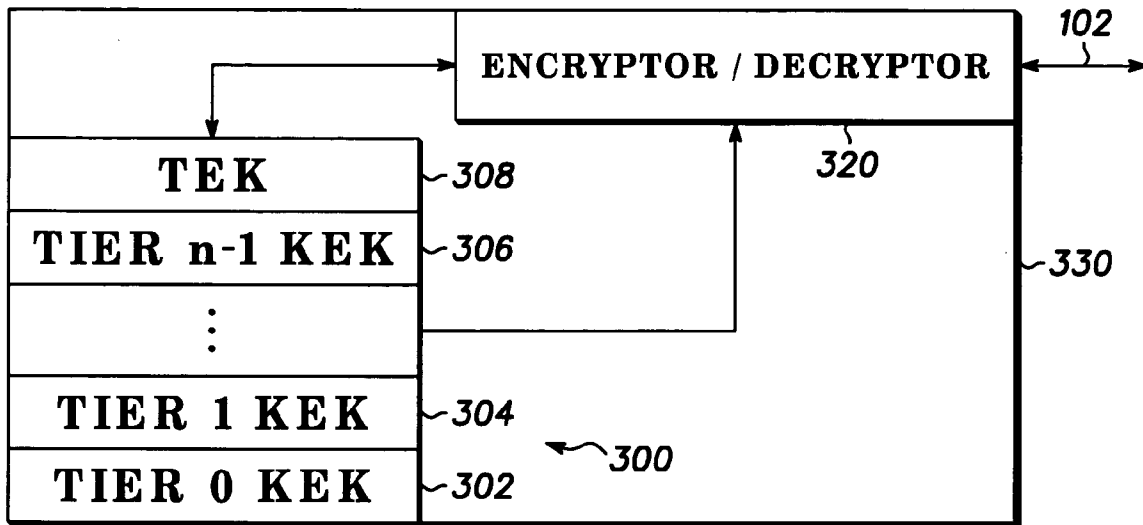 102
ENCRYPTOR / DECRYPTOR
320
TEK
308
TIER n-1 KEK
306
330
⋮
TIER 1 KEK
304
300
TIER 0 KEK
302